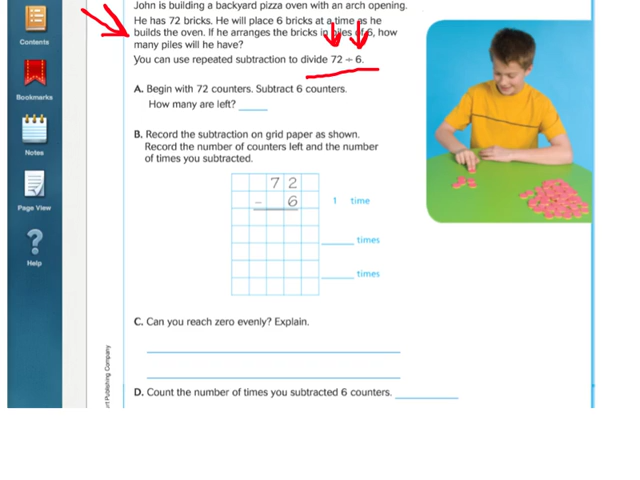 John is building a backyard pizza oven with an arch opening.
He has 72 bricks. He will place 6 bricks at a time as he
builds the oven. If he arranges the bricks in piles of 6, how
many piles will he have?
You can use repeated subtraction to divide 72 ÷ 6.
Contents
A. Begin with 72 counters. Subtract 6 counters.
How many are left?
Bookmarks
B. Record the subtraction on grid paper as shown.
Record the number of counters left and the number
of times you subtracted.
Notes
7 2
− 6 1 time
Page View
times
Help
times
C. Can you reach zero evenly? Explain.
D. Count the number of times you subtracted 6 counters.
Publishing Company